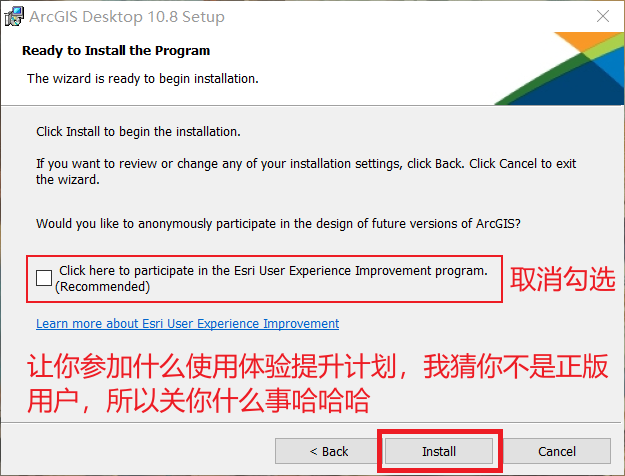 ArcGIS Desktop 10.8 Setup
Ready to Install the Program
The wizard is ready to begin installation.
Click Install to begin the installation.
If you want to review or change any of your installation settings, click Back. Click Cancel to exit
the wizard.
Would you like to anonymously participate in the design of future versions of ArcGIS?
Click here to participate in the Esri User Experience Improvement program.
(Recommended)
取消勾选
Learn more about Esri User Experience Improvement
让你参加什么使用体验提升计划，我猜你不是正版
用户，所以关你什么事哈哈哈
< Back
Install
Cancel